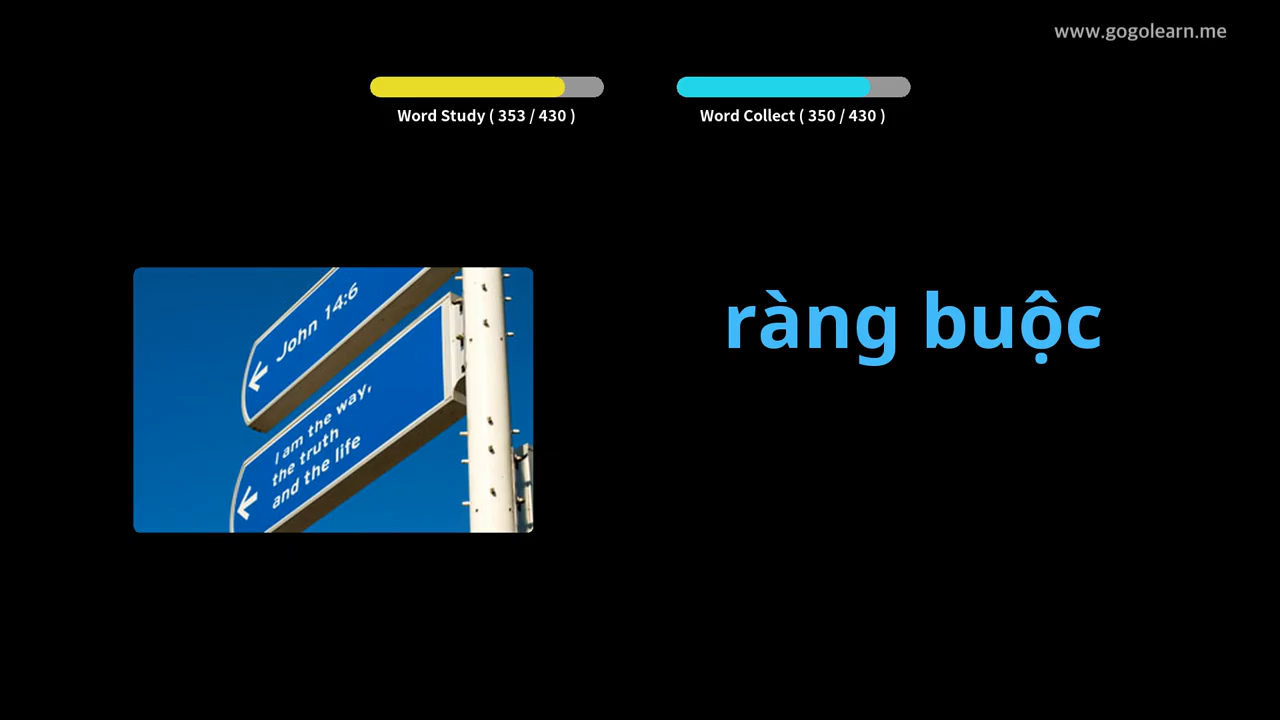 www.gogolearn.me
Word Study ( 353 / 430 )
Word Collect ( 350 / 430 )
John 14:6
I am the way,
the truth
and the life
ràng buộc